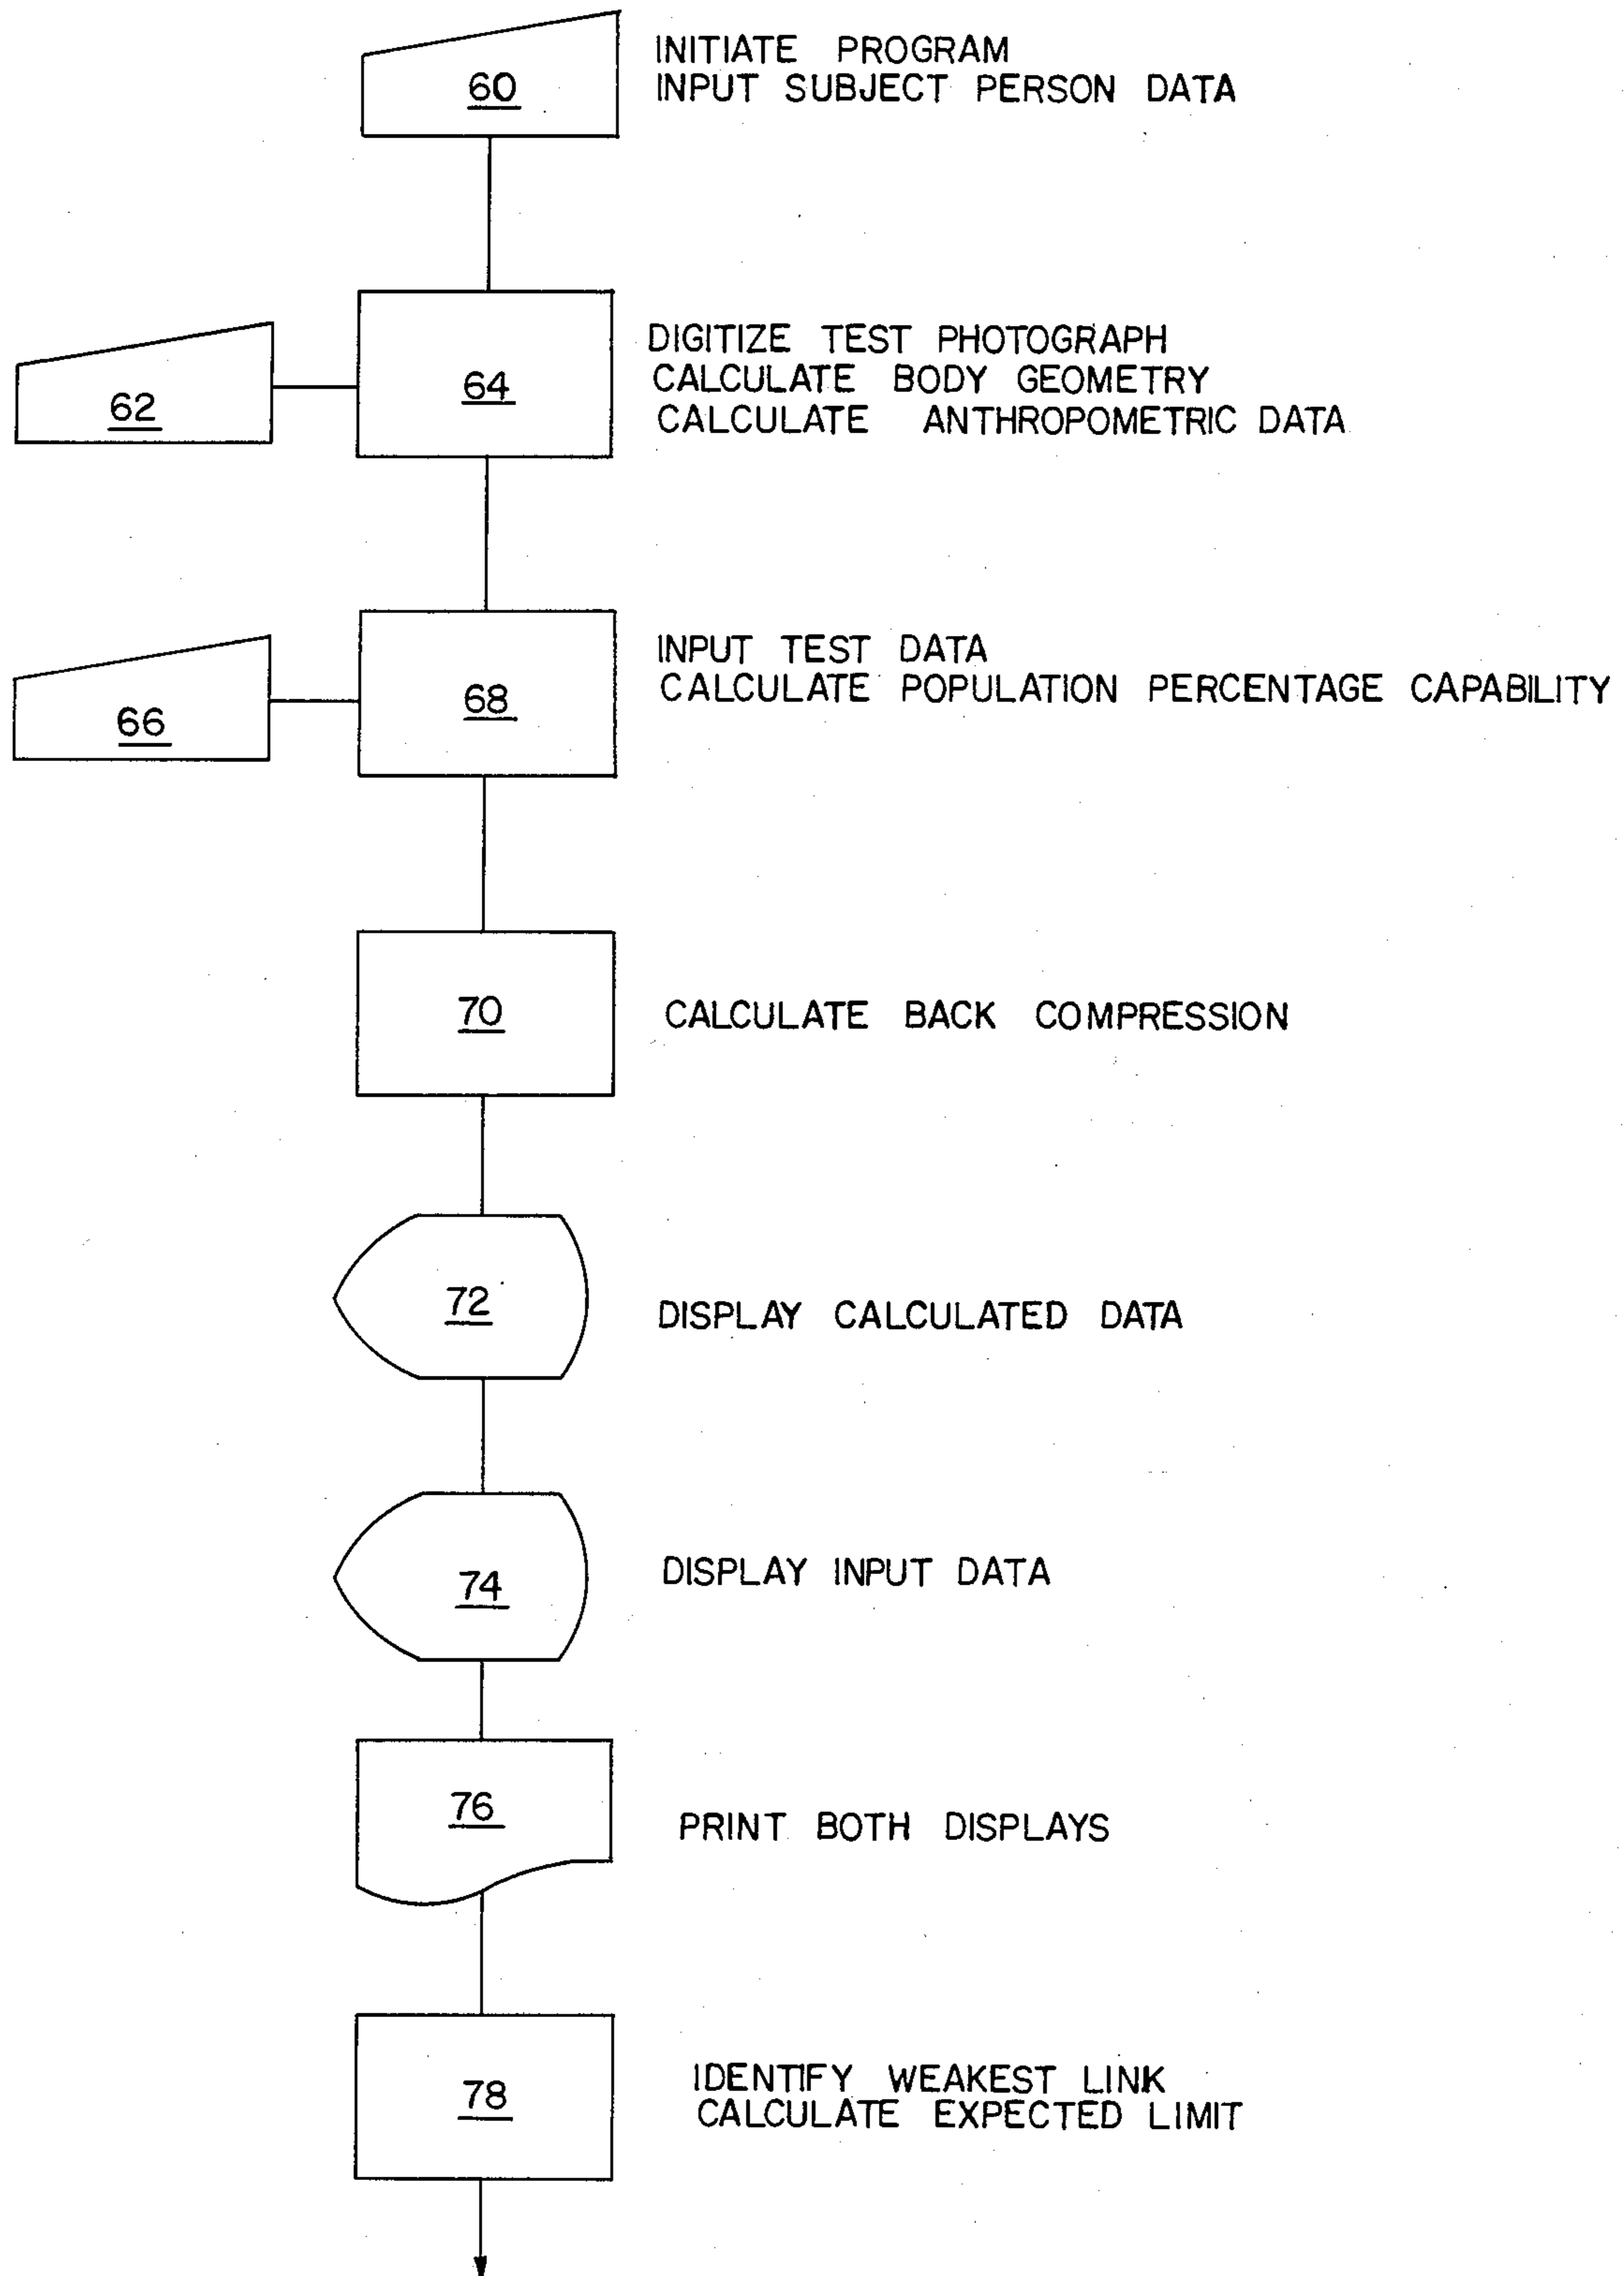 60
INITIATE PROGRAM
INPUT SUBJECT PERSON DATA
62
64
DIGITIZE TEST PHOTOGRAPH
CALCULATE BODY GEOMETRY
CALCULATE ANTHROPOMETRIC DATA
66
68
INPUT TEST DATA
CALCULATE POPULATION PERCENTAGE CAPABILITY
70
CALCULATE BACK COMPRESSION
72
DISPLAY CALCULATED DATA
74
DISPLAY INPUT DATA
76
PRINT BOTH DISPLAYS
78
IDENTIFY WEAKEST LINK
CALCULATE EXPECTED LIMIT